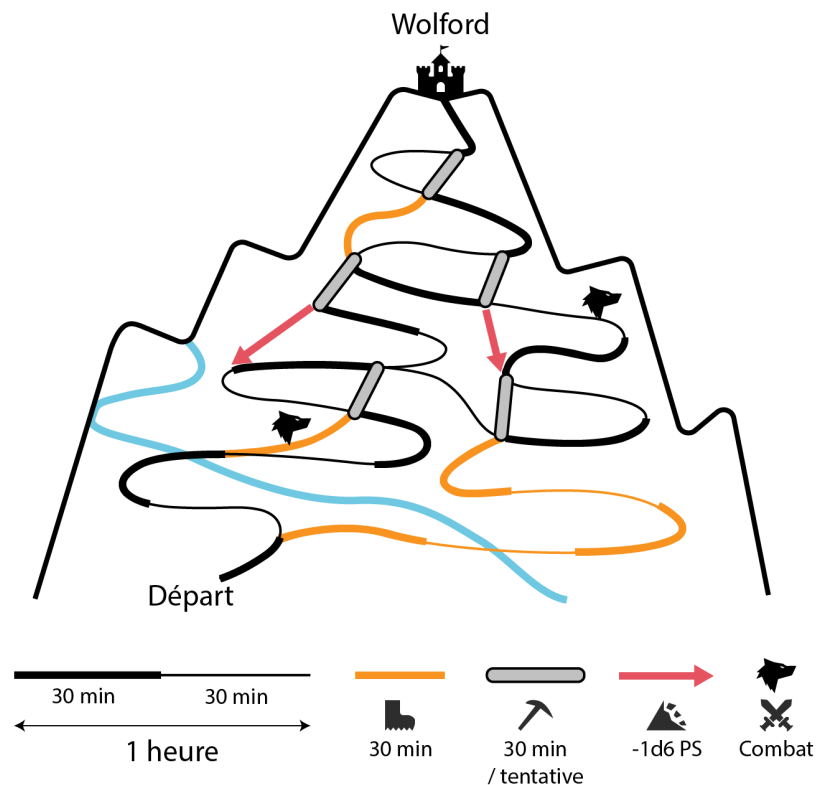 Wolford
Départ
30 min
30 min
1 heure
30 min
30 min
/ tentative
-1d6 PS
Combat